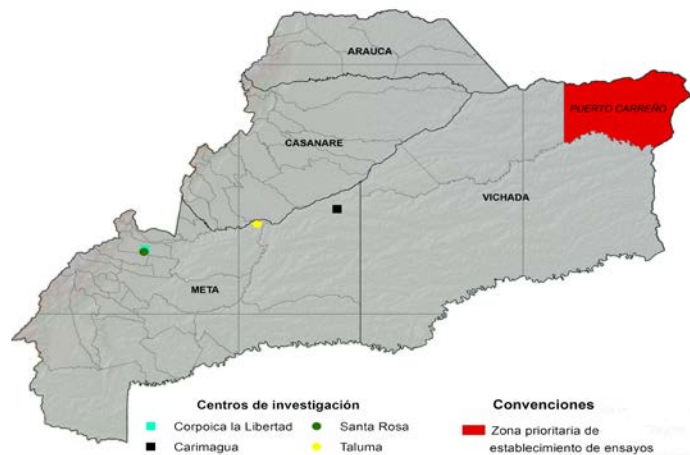 ARAUCA
PUERTO CARREÑO
CASANARE
VICHADA
META
Centros de investigación
Corpoica la Libertad
Santa Rosa
Carimagua
Taluma
Convenciones
Zona prioritaria de
establecimiento de ensayos